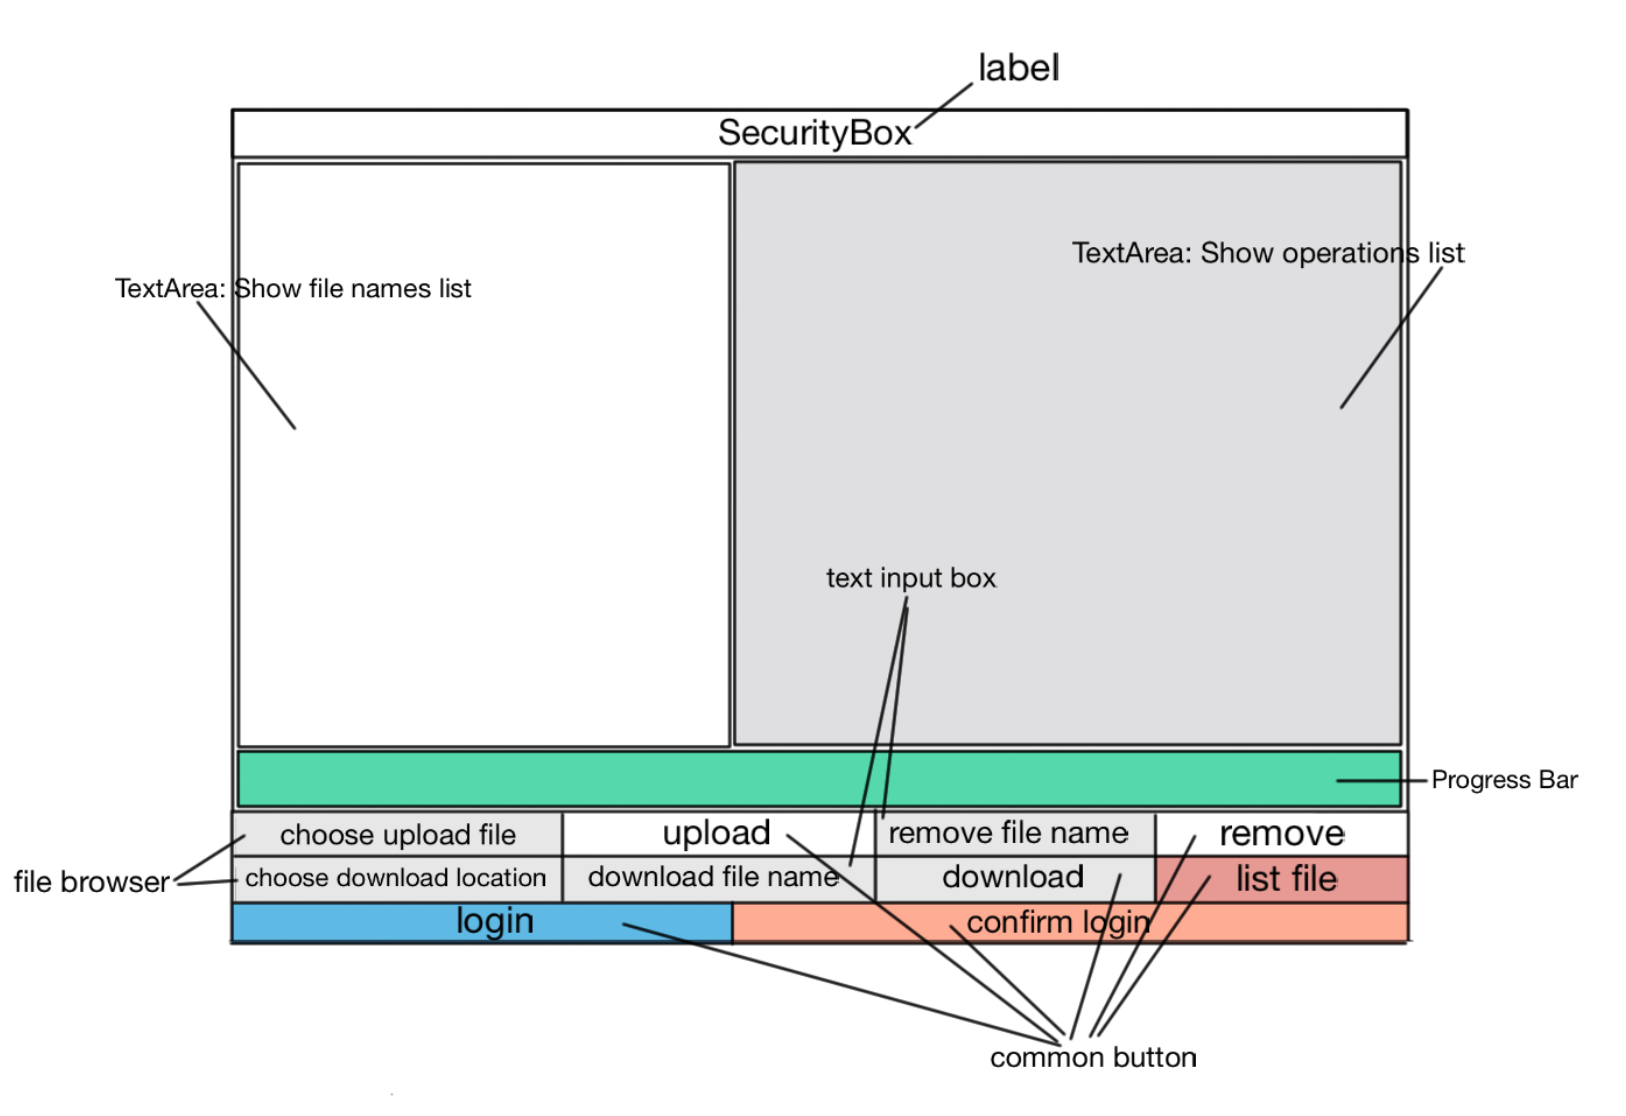 label
SecurityBox
TextArea: Show operations list
TextArea: Show file names list
text input box
Progress Bar
choose upload file
upload
remove file name
remove
file browser
choose download location
download file name
download
list file
login
confirm login
common button